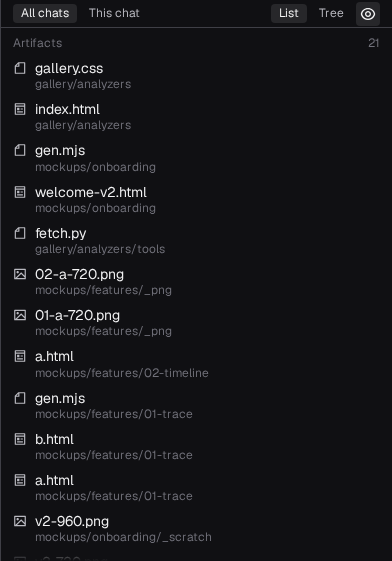 All chats This chat List Tree
Artifacts 21
gallery.css
gallery/analyzers
index.html
gallery/analyzers
gen.mjs
mockups/onboarding
welcome-v2.html
mockups/onboarding
fetch.py
gallery/analyzers/tools
02-a-720.png
mockups/features/_png
01-a-720.png
mockups/features/_png
a.html
mockups/features/02-timeline
gen.mjs
mockups/features/01-trace
b.html
mockups/features/01-trace
a.html
mockups/features/01-trace
v2-960.png
mockups/onboarding/_scratch